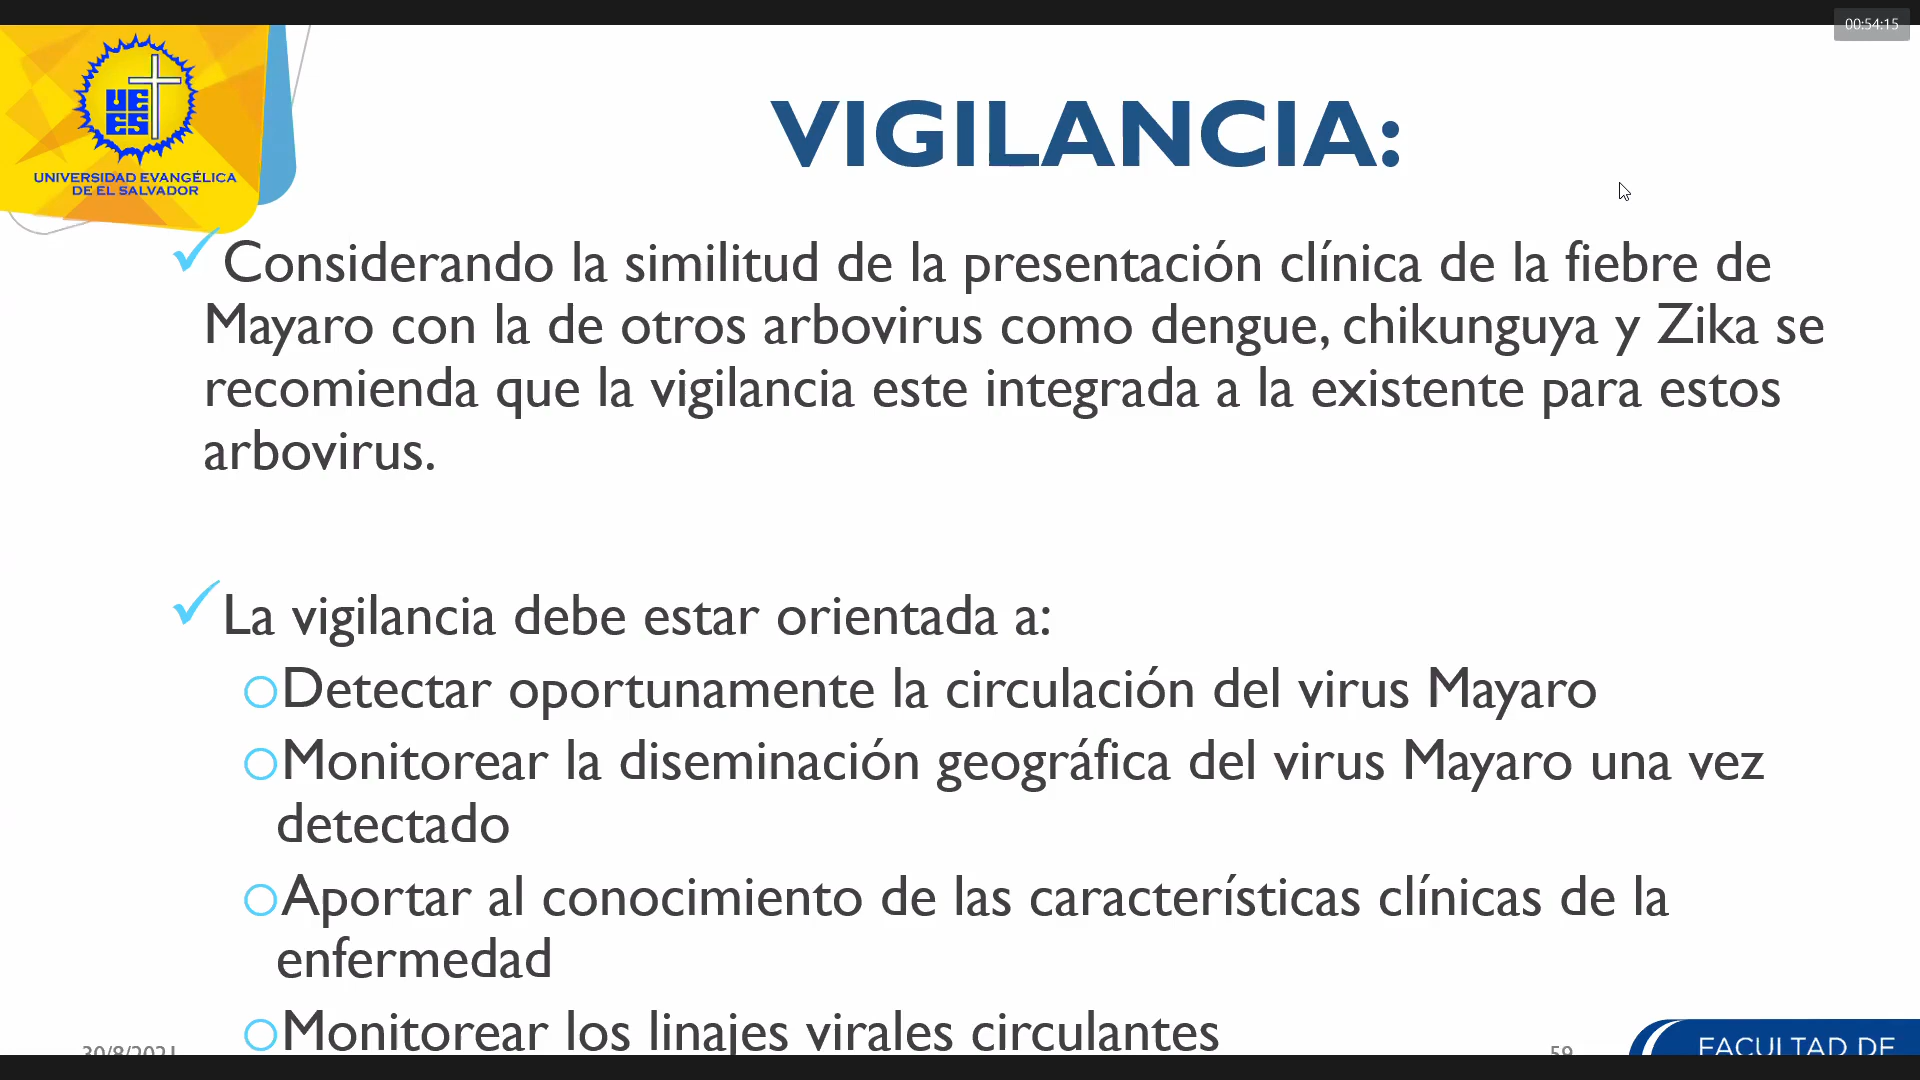 00:54:15
UE
ES
UNIVERSIDAD EVANGÉLICA
DE EL SALVADOR
VIGILANCIA:
Considerando la similitud de la presentación clínica de la fiebre de
Mayaro con la de otros arbovirus como dengue, chikunguya y Zika se
recomienda que la vigilancia este integrada a la existente para estos
arbovirus.
La vigilancia debe estar orientada a:
Detectar oportunamente la circulación del virus Mayaro
Monitorear la diseminación geográfica del virus Mayaro una vez
detectado
Aportar al conocimiento de las características clínicas de la
enfermedad
Monitorear los linajes virales circulantes
30/8/2021
59
FACULTAD DE